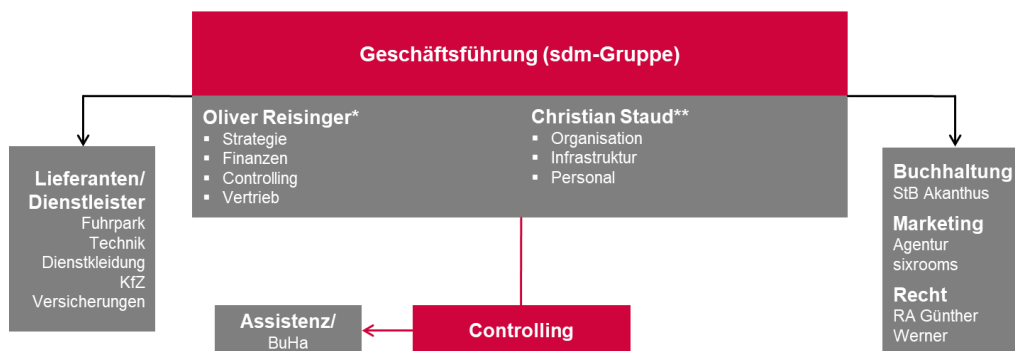 Geschäftsführung (sdm-Gruppe)
Oliver Reisinger*
▪ Strategie
▪ Finanzen
▪ Controlling
▪ Vertrieb
Christian Staud**
▪ Organisation
▪ Infrastruktur
▪ Personal
Lieferanten/
Dienstleister
Fuhrpark
Technik
Dienstkleidung
KfZ
Versicherungen
Buchhaltung
StB Akanthus
Marketing
Agentur
sixrooms
Recht
RA Günther
Werner
Assistenz/
BuHa
Controlling